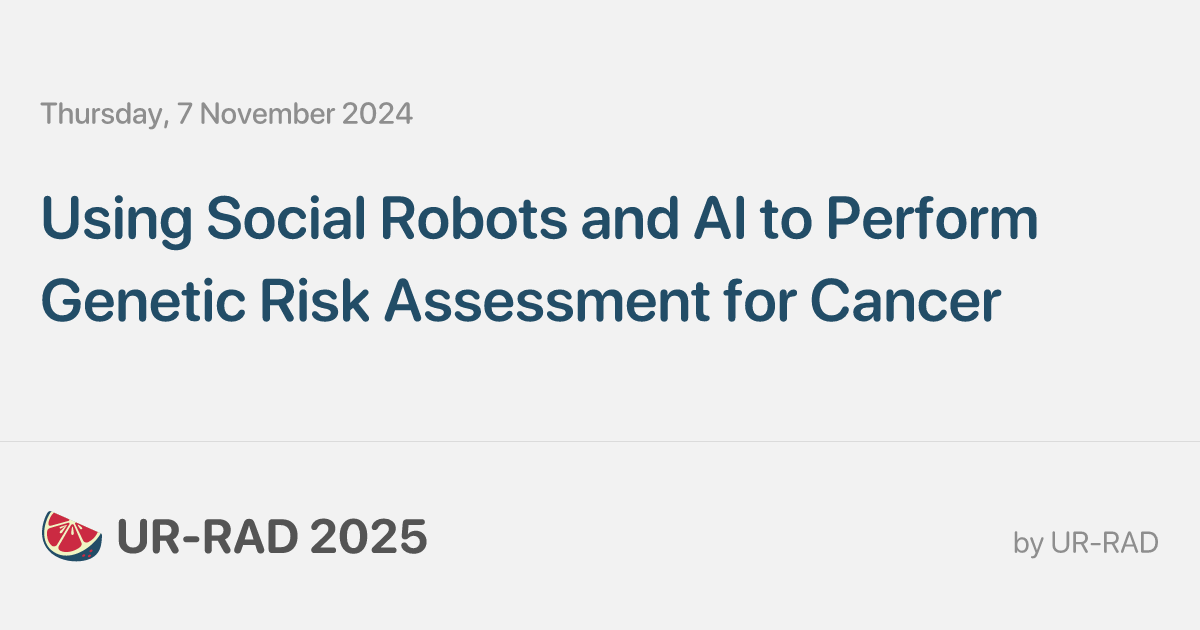 Thursday, 7 November 2024
Using Social Robots and AI to Perform
Genetic Risk Assessment for Cancer
UR-RAD 2025
by UR-RAD